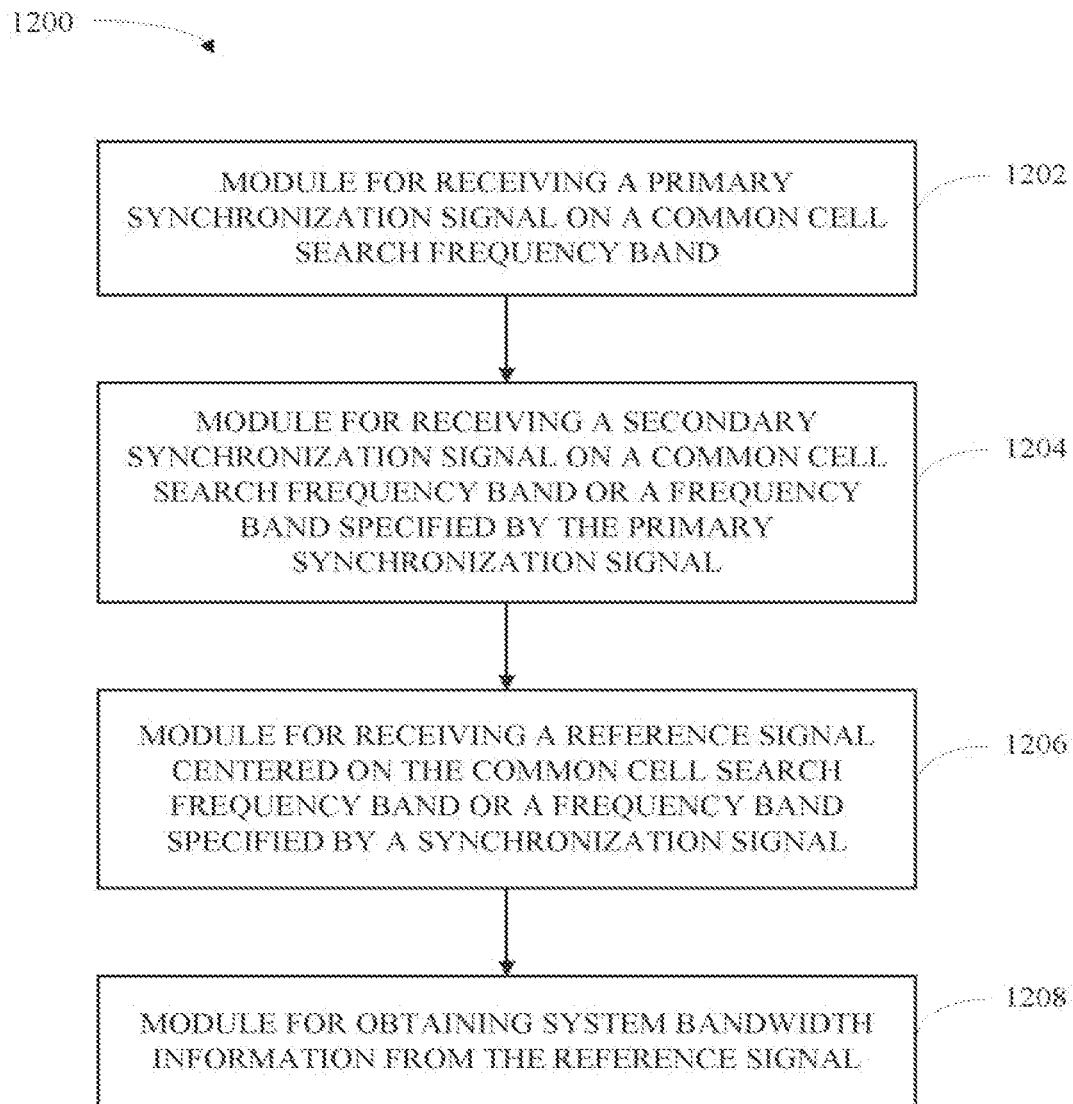 1200
MODULE FOR RECEIVING A PRIMARY
SYNCHRONIZATION SIGNAL ON A COMMON CELL
SEARCH FREQUENCY BAND
1202
MODULE FOR RECEIVING A SECONDARY
SYNCHRONIZATION SIGNAL ON A COMMON CELL
SEARCH FREQUENCY BAND OR A FREQUENCY
BAND SPECIFIED BY THE PRIMARY
SYNCHRONIZATION SIGNAL
1204
MODULE FOR RECEIVING A REFERENCE SIGNAL
CENTERED ON THE COMMON CELL SEARCH
FREQUENCY BAND OR A FREQUENCY BAND
SPECIFIED BY A SYNCHRONIZATION SIGNAL
1206
MODULE FOR OBTAINING SYSTEM BANDWIDTH
INFORMATION FROM THE REFERENCE SIGNAL
1208